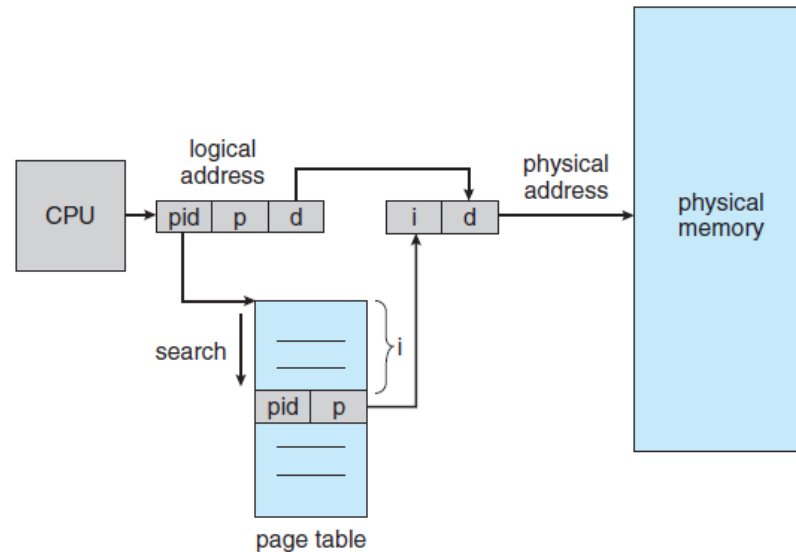 logical
address
physical
address
CPU
pid p d
i d
physical
memory
search
i
pid p
page table